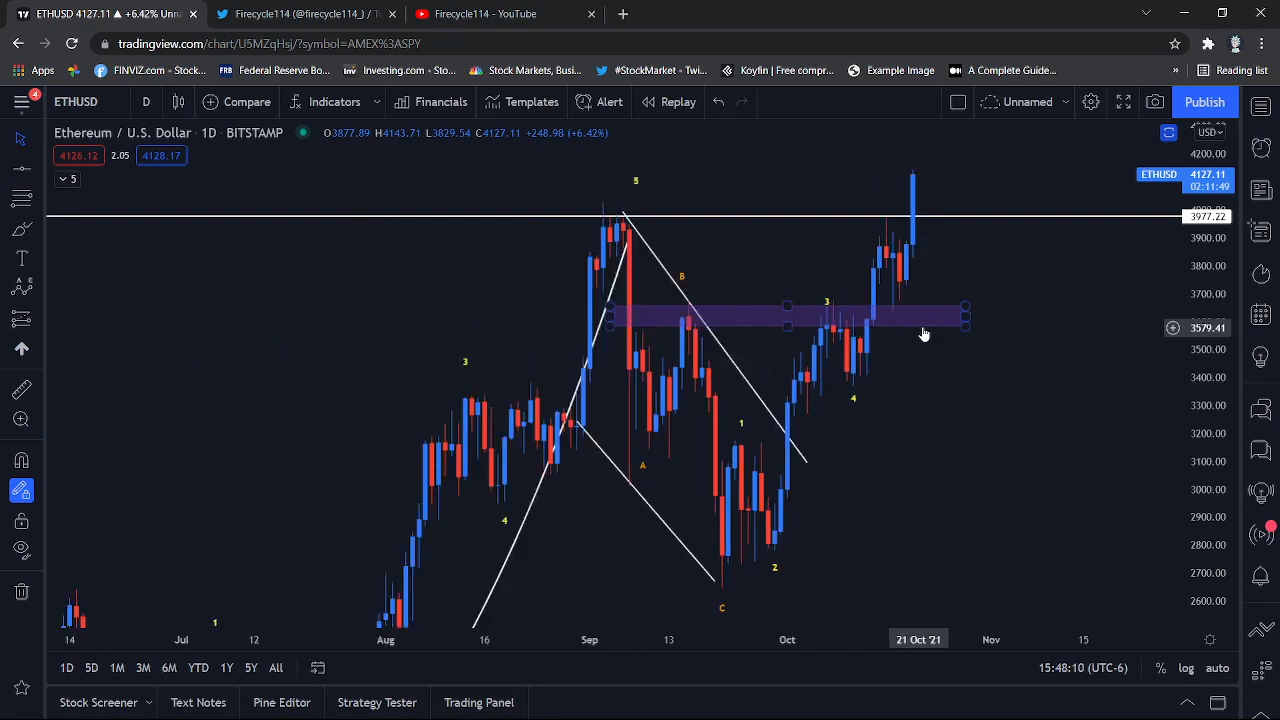 ETHUSD 4127.11 ▲ +6.42% Unna
Firecycle114 (@firecycle114_) / T
Firecycle114 - YouTube
tradingview.com/chart/U5MZqHsj/?symbol=AMEX%3ASPY
Apps
FINVIZ.com - Stock...
FRB Federal Reserve Bo...
Inv Investing.com - Sto...
Stock Markets, Busi...
#StockMarket - Twi...
Koyfin | Free compr...
Example Image
A Complete Guide...
»
Reading list
4
ETHUSD
D
Compare
Indicators
Financials
Templates
Alert
Replay
Unnamed
Publish
Ethereum / U.S. Dollar · 1D · BITSTAMP
O3877.89 H4143.71 L3829.54 C4127.11 +248.98 (+6.42%)
USD
4126.12
2.05
4128.17
5
4200.00
ETHUSD
4127.11
02:11:49
3977.22
3900.00
3800.00
3700.00
3579.41
3500.00
3400.00
3300.00
3200.00
3100.00
3000.00
2900.00
2800.00
2700.00
2600.00
5
B
3
3
4
1
A
4
2
C
1
14
Jul
12
Aug
16
Sep
13
Oct
21 Oct '21
Nov
15
1D
5D
1M
3M
6M
YTD
1Y
5Y
All
15:48:10 (UTC-6)
%
log
auto
Stock Screener
Text Notes
Pine Editor
Strategy Tester
Trading Panel